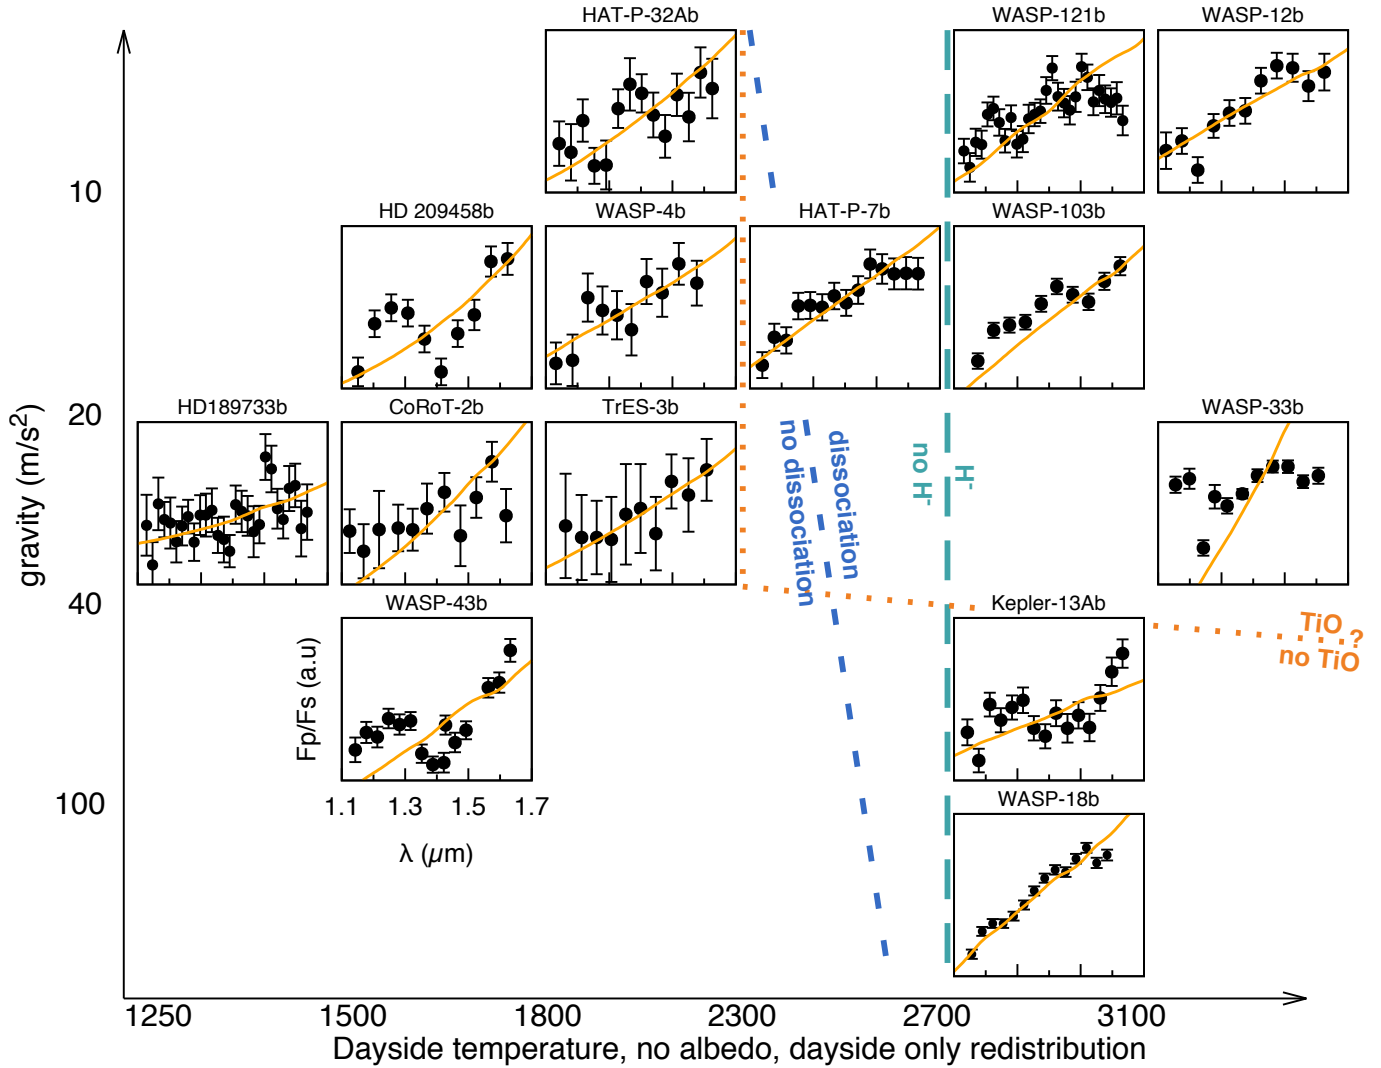 HAT-P-32Ab
WASP-121b
WASP-12b
10
HD 209458b
WASP-4b
HAT-P-7b
WASP-103b
HD189733b
CoRoT-2b
TrES-3b
WASP-33b
20
gravity (m/s²)
no dissociation
dissociation
no H⁻
H⁻
40
WASP-43b
Kepler-13Ab
TiO ?
no TiO
Fp/Fs (a.u)
100
1.1 1.3 1.5 1.7
λ (μm)
WASP-18b
1250 1500 1800 2300 2700 3100
Dayside temperature, no albedo, dayside only redistribution